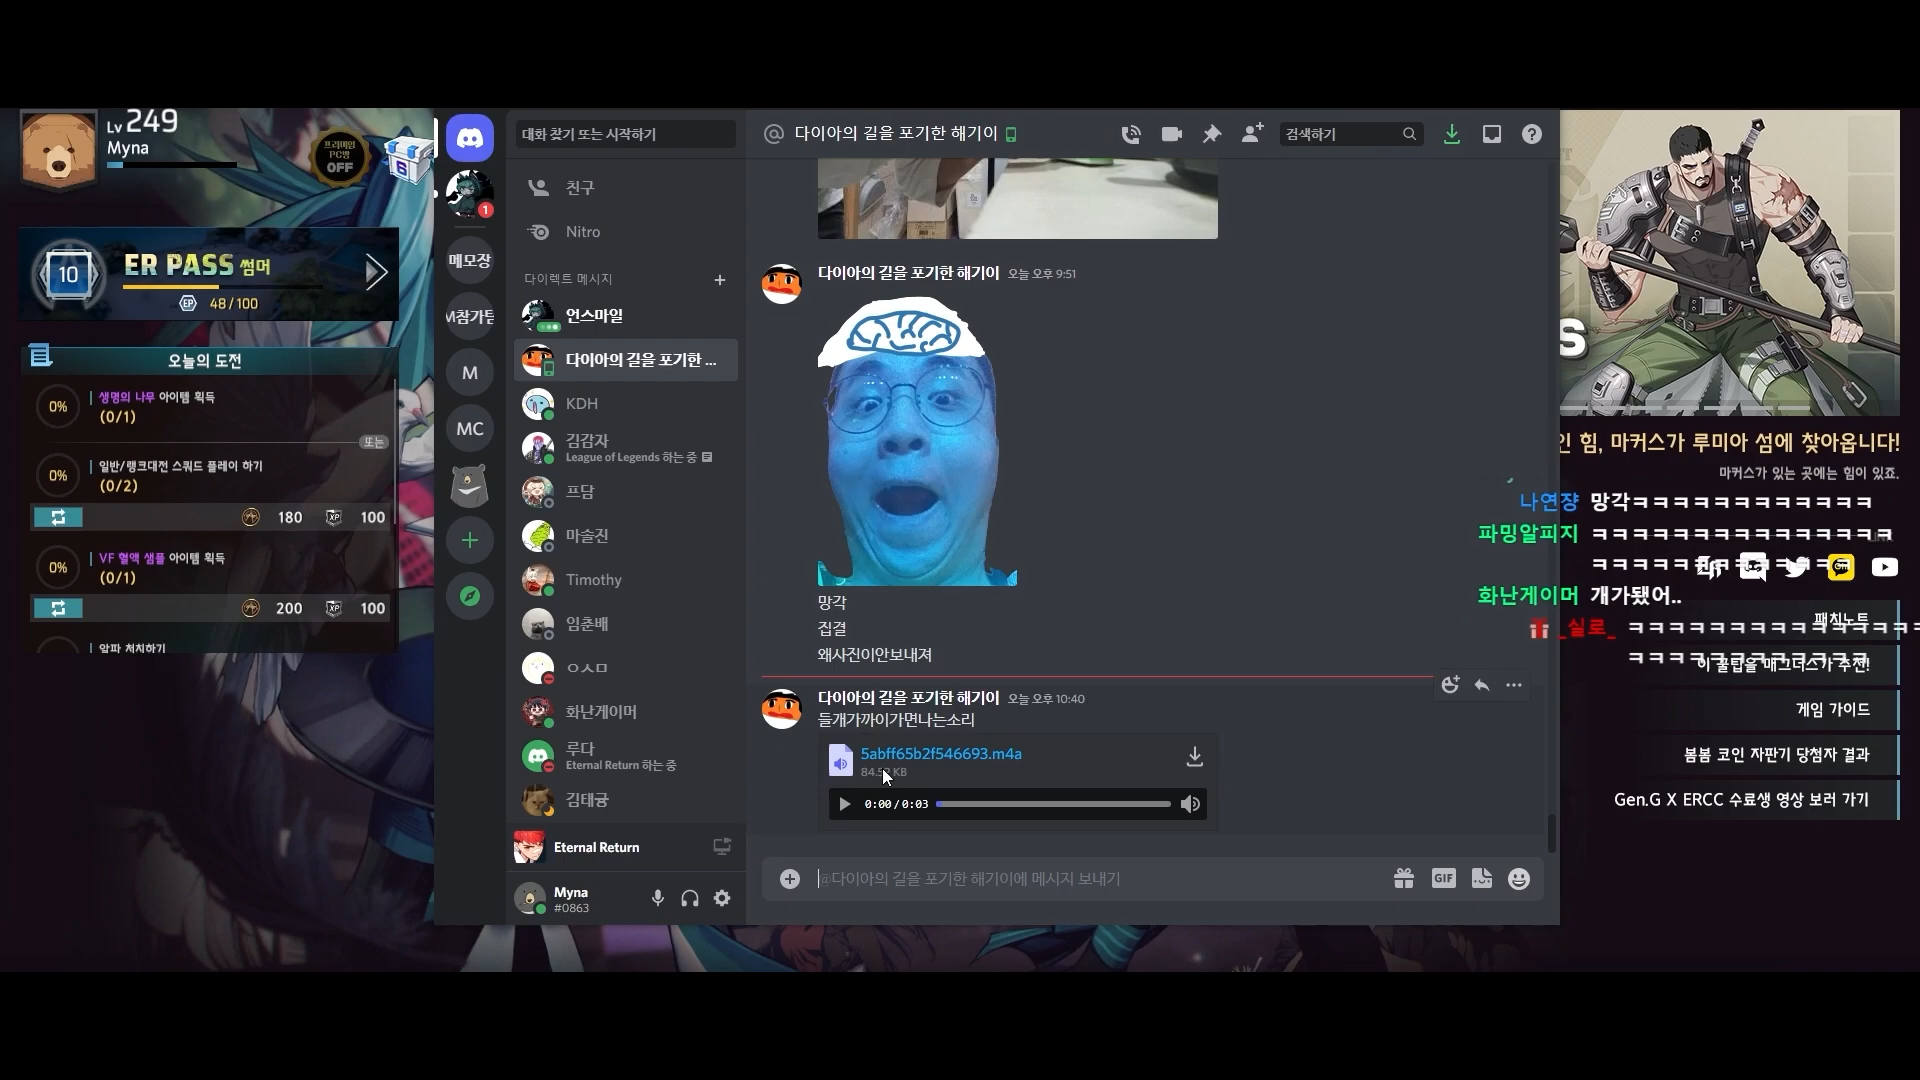 Lv 249
Myna
프리미엄
PC방
OFF
6
10
ER PASS 썸머
EP 48 / 100
오늘의 도전
0%
생명의 나무 아이템 획득
(0/1)
또는
0%
일반/랭크대전 스쿼드 플레이 하기
(0/2)
180 XP 100
0%
VF 혈액 샘플 아이템 획득
(0/1)
200 XP 100
알파 처치하기
1
메모장
M
MC
대화 찾기 또는 시작하기
친구
Nitro
다이렉트 메시지
언스마일
다이아의 길을 포기한 ...
KDH
김감자
League of Legends 하는 중
프담
마솔진
Timothy
임춘배
ㅇㅅㅁ
화난게이머
루다
Eternal Return 하는 중
김태귤
Eternal Return
Myna
#0863
다이아의 길을 포기한 해기이
검색하기
다이아의 길을 포기한 해기이 오늘 오후 9:51
망각
집결
왜사진이안보내져
다이아의 길을 포기한 해기이 오늘 오후 10:40
들개가까이가면나는소리
5abff65b2f546693.m4a
KB
0:00 / 0:03
@다이아의 길을 포기한 해기이에 메시지 보내기
GIF
S
힘, 마커스가 루미아 섬에 찾아옵니다!
마커스가 있는 곳에는 힘이 있죠.
나연쟝 망각ㅋㅋㅋㅋㅋㅋㅋㅋㅋㅋㅋㅋ
파밍알피지 ㅋㅋㅋㅋㅋㅋㅋㅋㅋㅋㅋㅋㅋㅋㅋ
화난게이머 개가됐어..
_실로_ ㅋㅋㅋㅋㅋㅋㅋㅋㅋㅋㅋㅋㅋㅋㅋ
패치노트
게임 가이드
봄봄 코인 자판기 당첨자 결과
Gen.G X ERCC 수료생 영상 보러 가기